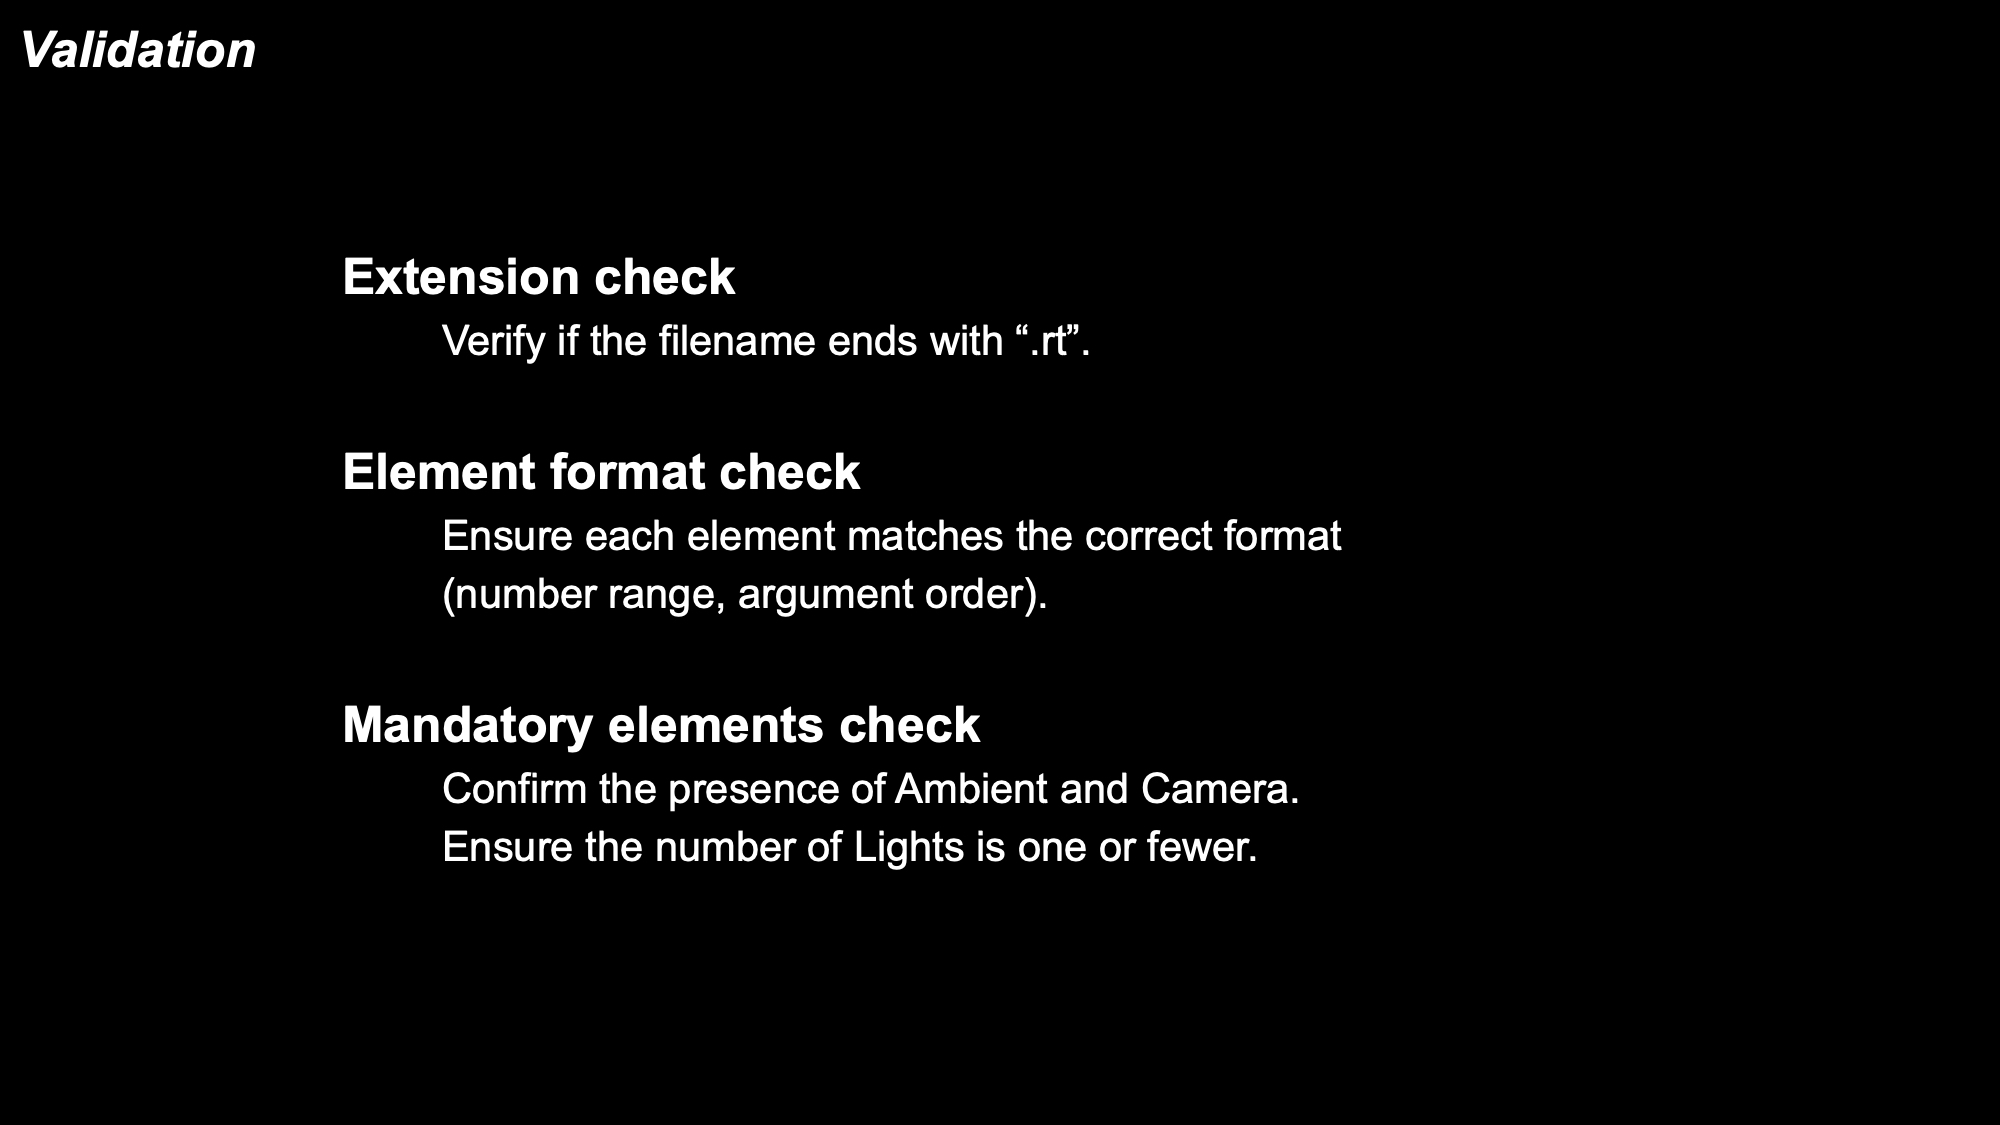 Validation
Extension check
Verify if the filename ends with “.rt”.
Element format check
Ensure each element matches the correct format
(number range, argument order).
Mandatory elements check
Confirm the presence of Ambient and Camera.
Ensure the number of Lights is one or fewer.